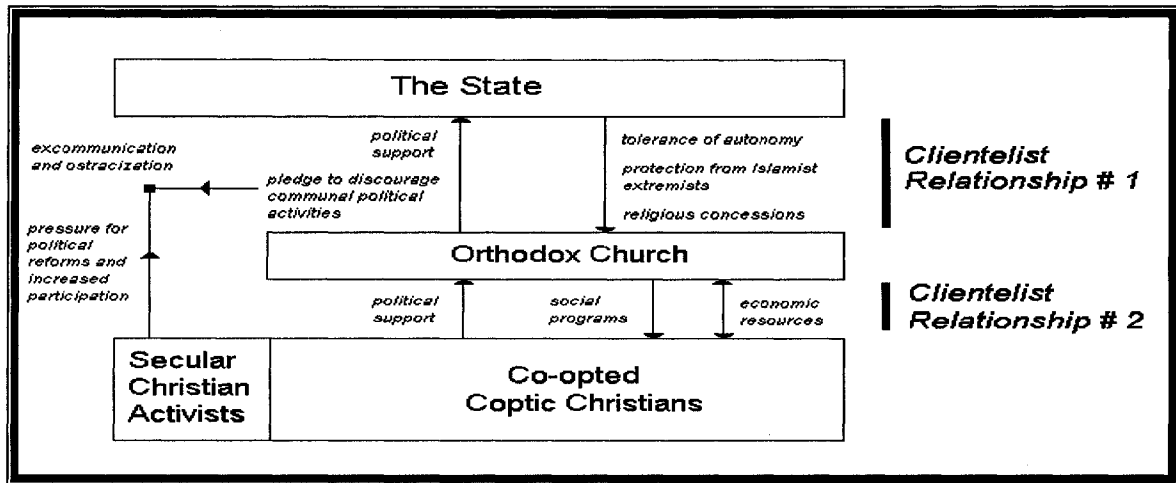 The State
excommunication
and ostracization
political
support
tolerance of autonomy
protection from Islamist
extremists
religious concessions
Clientelist
Relationship # 1
pledge to discourage
communal political
activities
pressure for
political
reforms and
increased
participation
Orthodox Church
political
support
social
programs
economic
resources
Clientelist
Relationship # 2
Secular
Christian
Activists
Co-opted
Coptic Christians